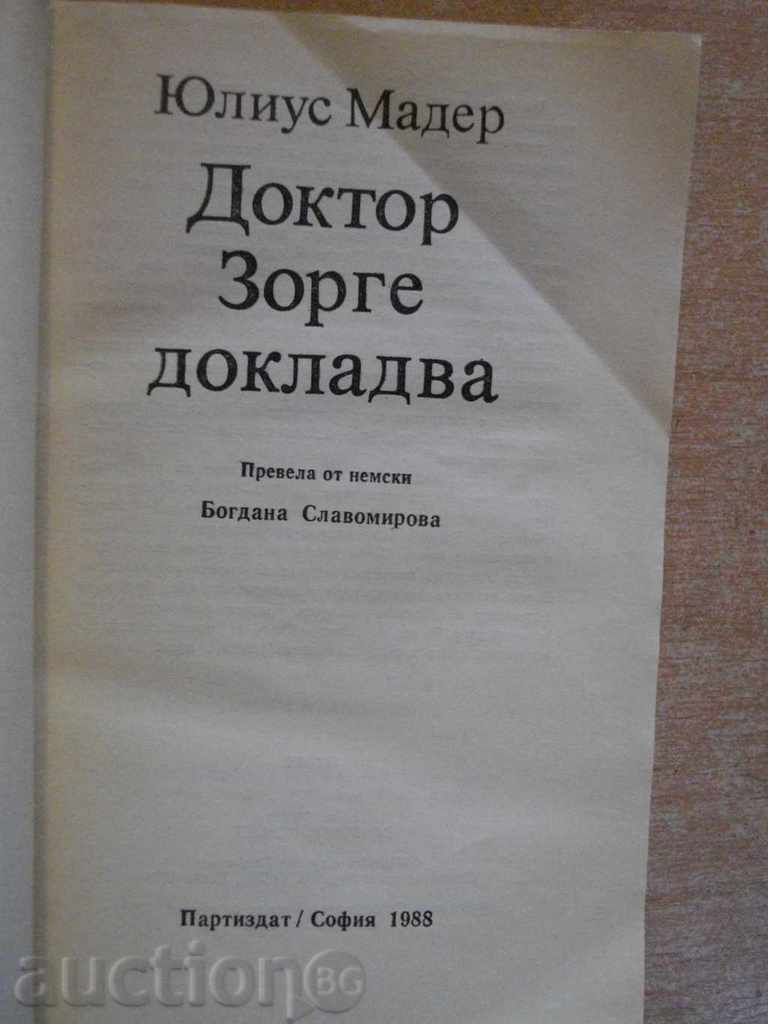 Юлиус Мадер
Доктор
Зорге
докладва
Превела от немски
Богдана Славомирова
Партиздат / София 1988
auctionBG